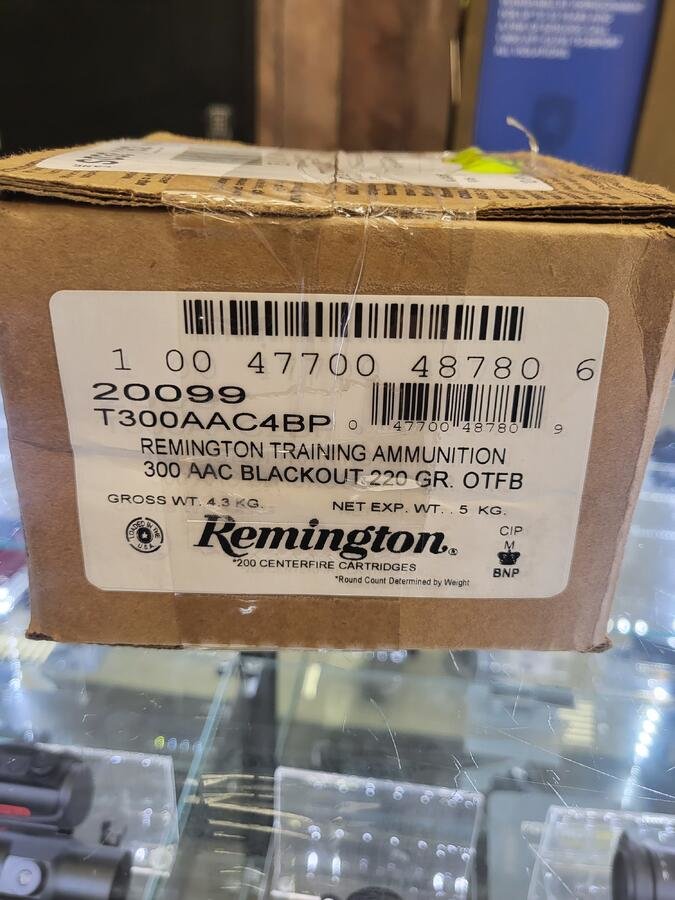 1 00 47700 48780 6
20099
T300AAC4BP
0 47700 48780 9
REMINGTON TRAINING AMMUNITION
300 AAC BLACKOUT 220 GR. OTFB
GROSS WT. 4.3 KG. NET EXP. WT. . 5 KG.
LOADED IN THE U.S.A.
Remington®
CIP
M
BNP
*200 CENTERFIRE CARTRIDGES
*Round Count Determined by Weight